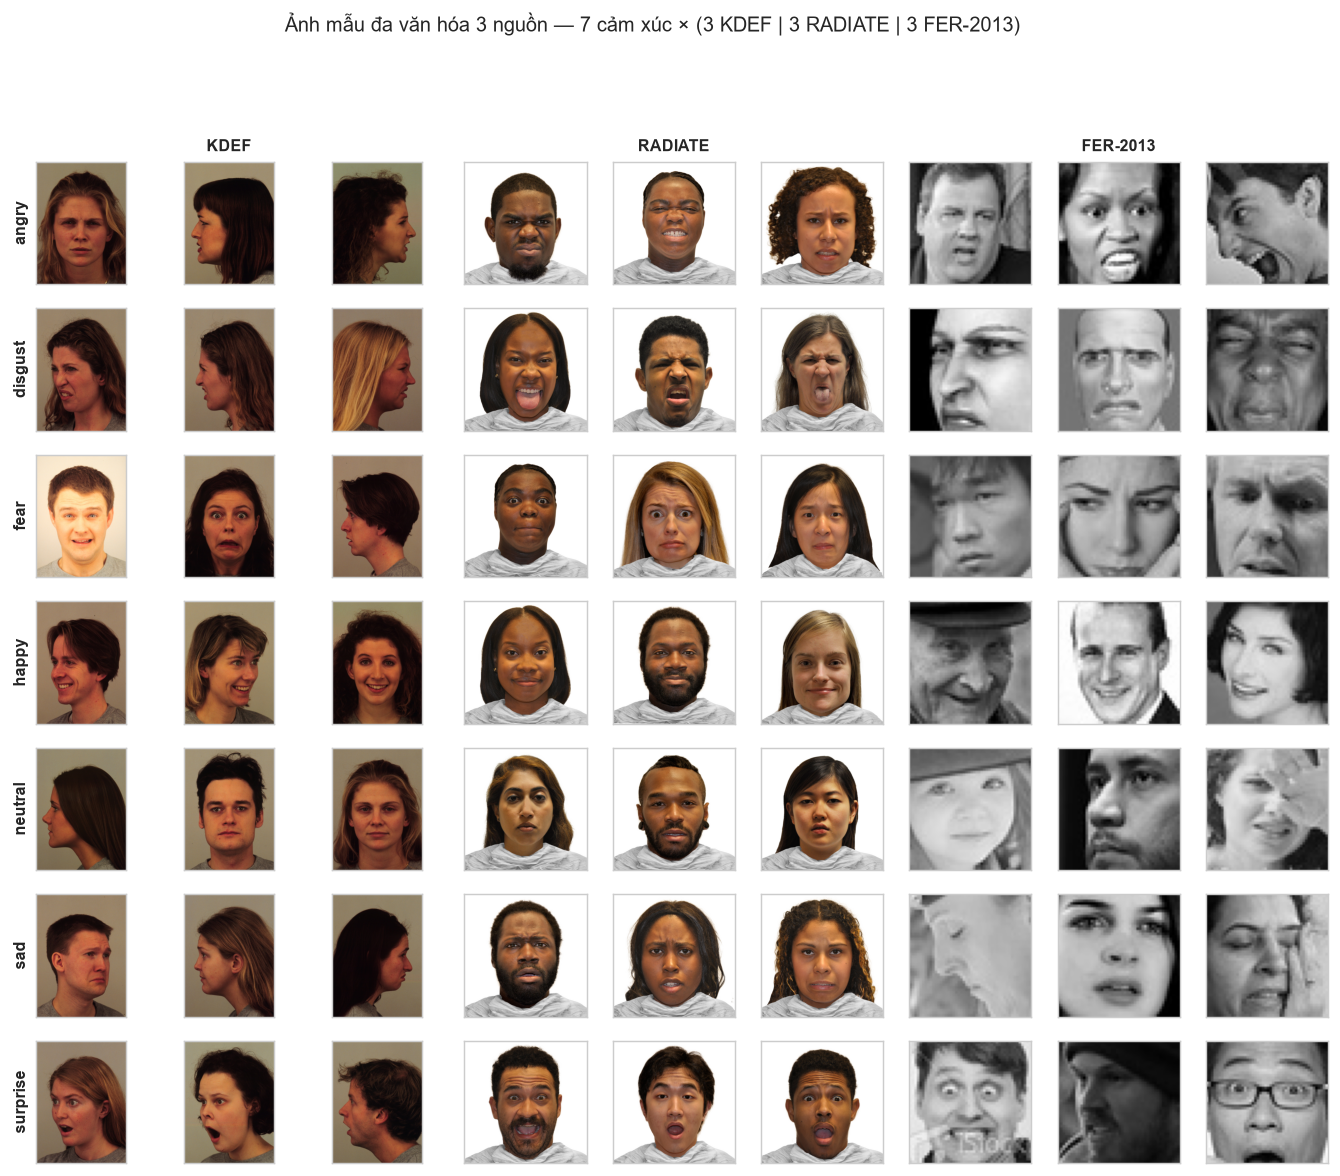 Ảnh mẫu đa văn hóa 3 nguồn — 7 cảm xúc × (3 KDEF | 3 RADIATE | 3 FER-2013)
KDEF
RADIATE
FER-2013
angry
disgust
fear
happy
neutral
sad
surprise
iStock